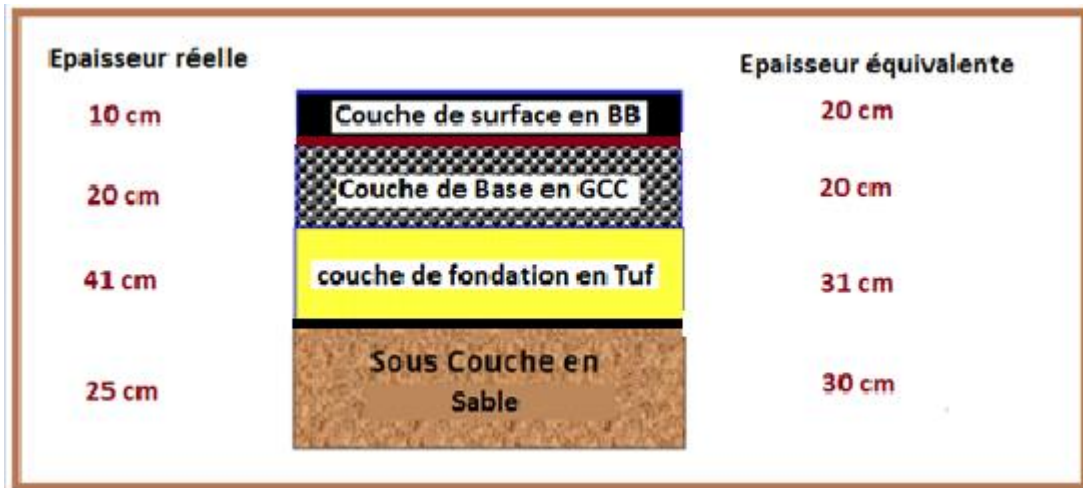 Epaisseur réelle
Epaisseur équivalente
10 cm
Couche de surface en BB
20 cm
20 cm
Couche de Base en GCC
20 cm
41 cm
couche de fondation en Tuf
31 cm
25 cm
Sous Couche en
Sable
30 cm